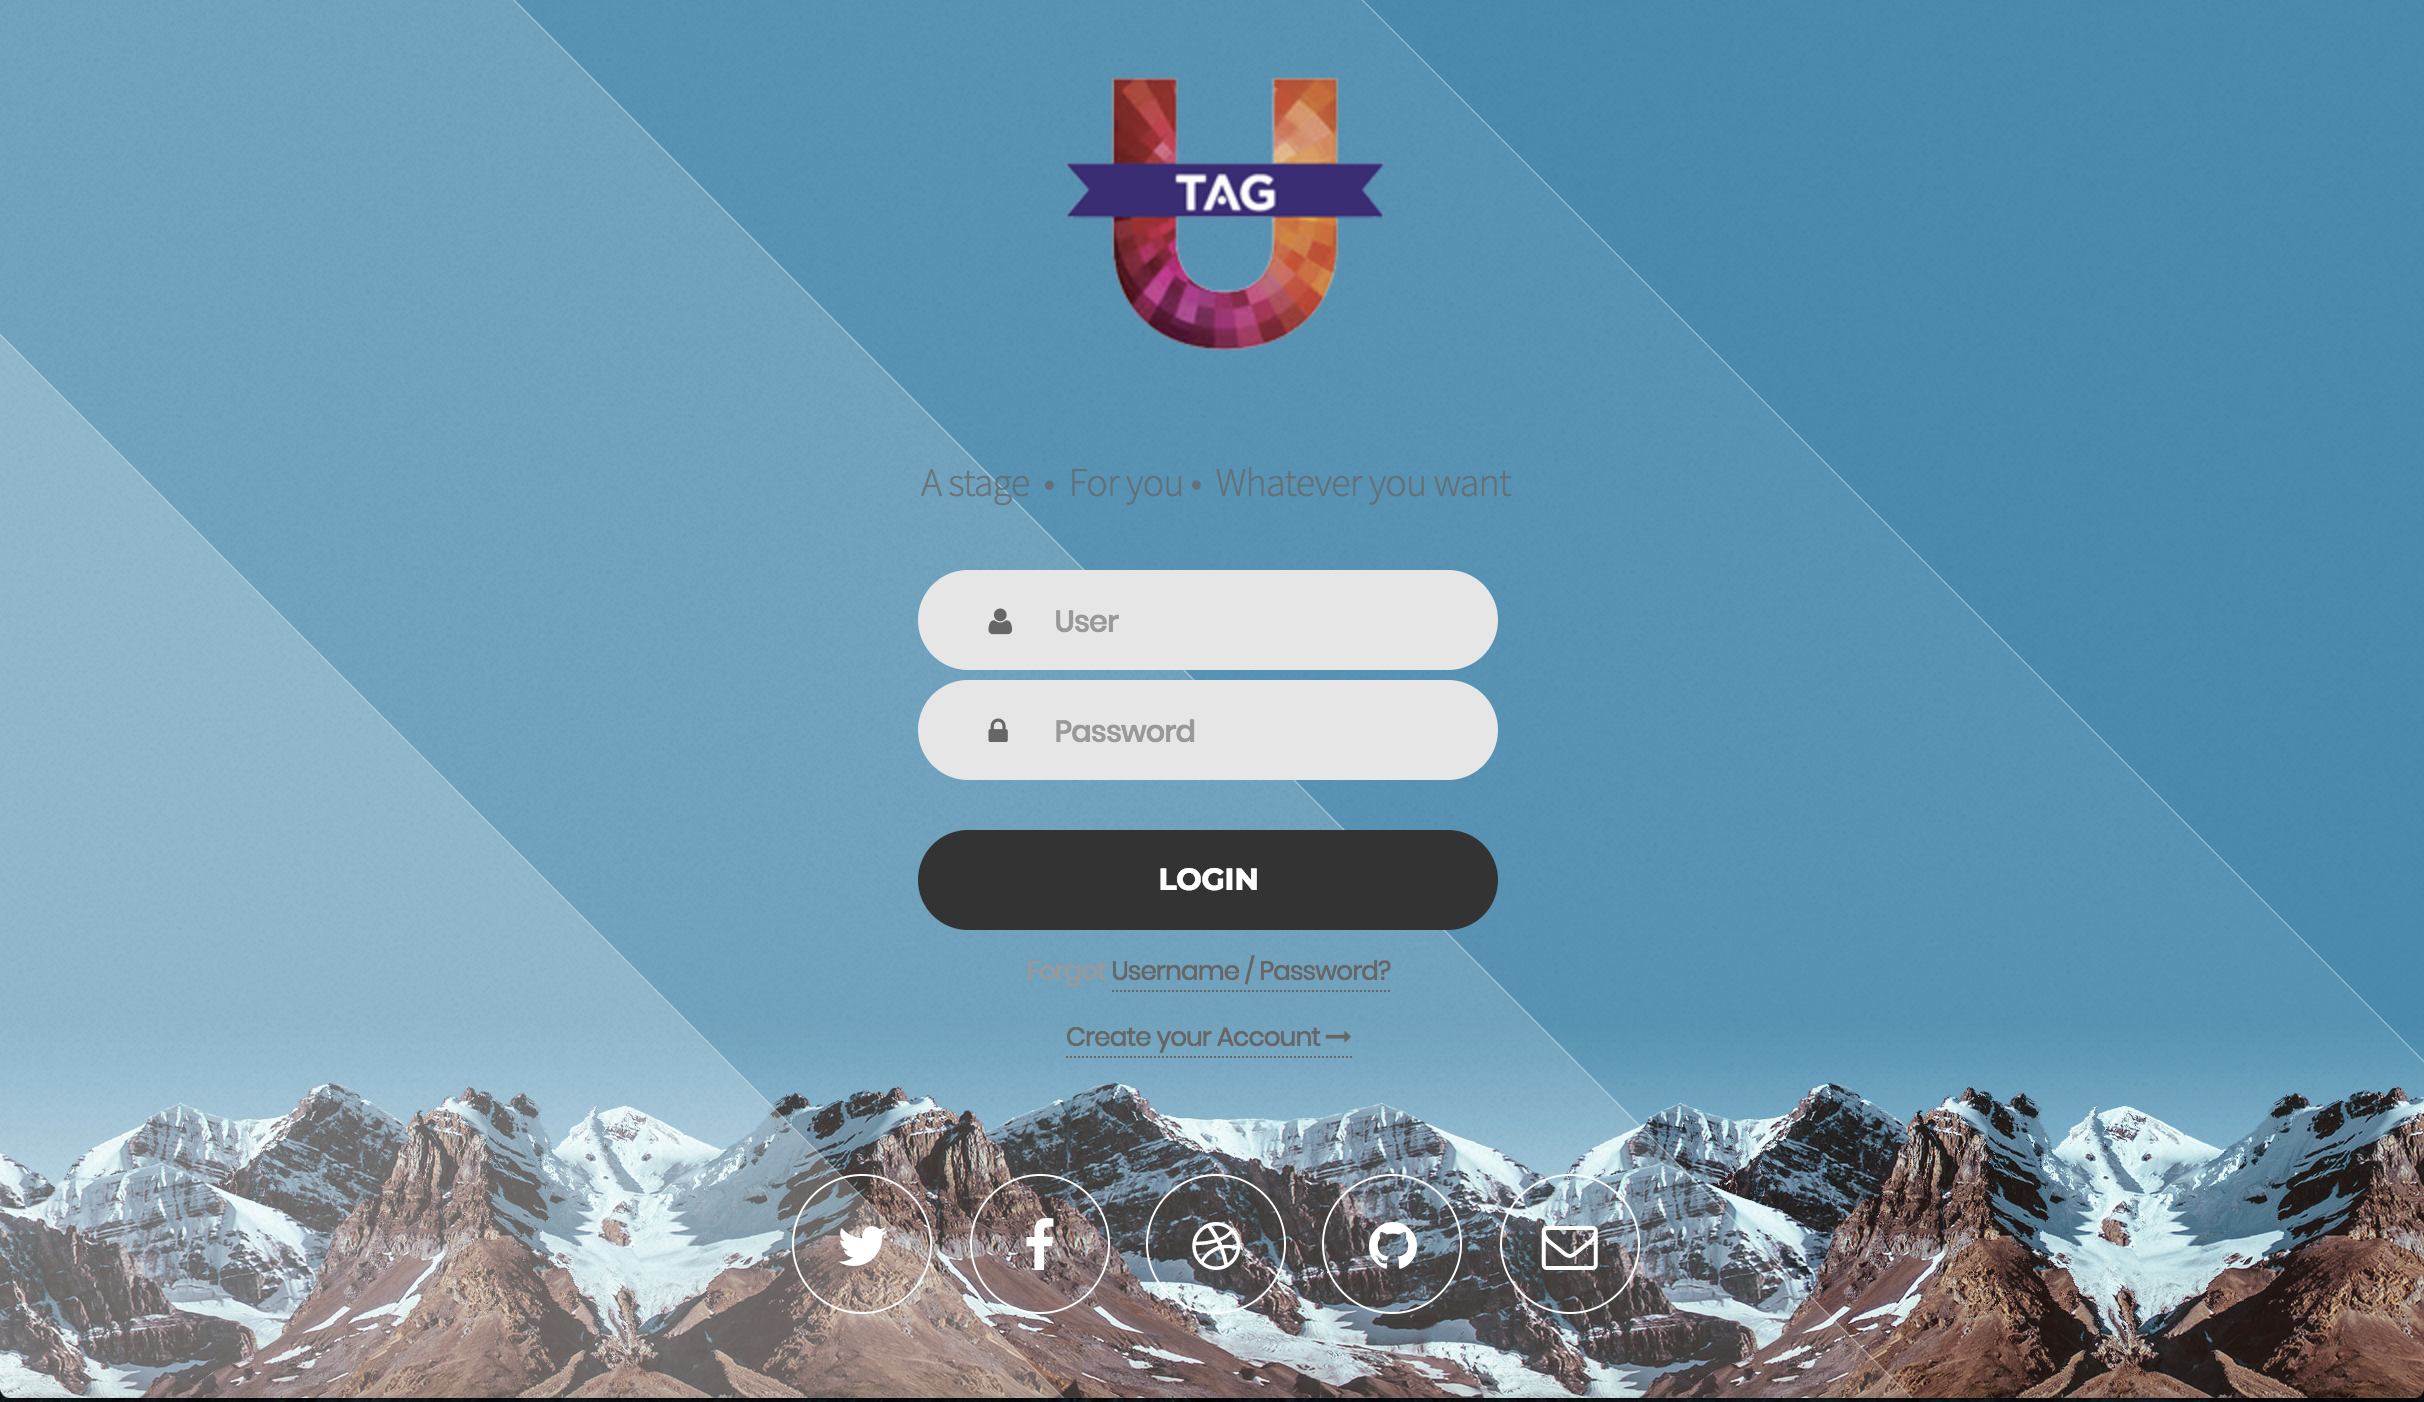 U
TAG
A stage • For you • Whatever you want
User
Password
LOGIN
Forgot Username / Password?
Create your Account →